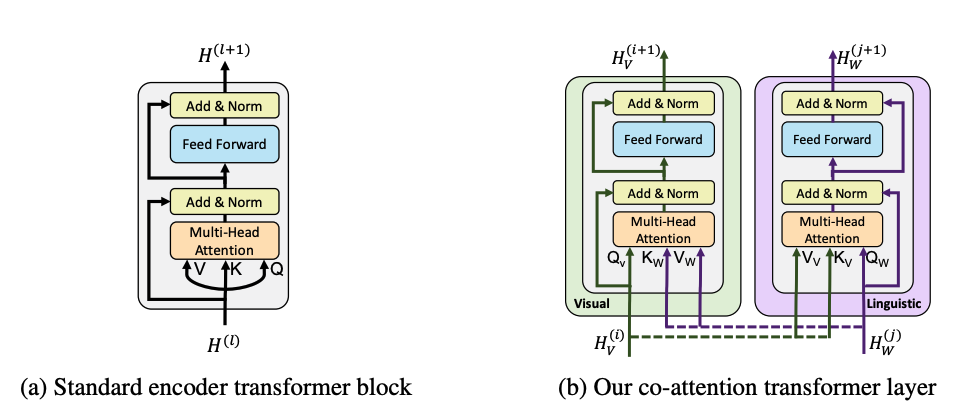 H^(l+1)
Add & Norm
Feed Forward
Add & Norm
Multi-Head
Attention
V K Q
H^(l)
(a) Standard encoder transformer block
H_V^(i+1)
Add & Norm
Feed Forward
Add & Norm
Multi-Head
Attention
Q_v K_W V_W
Visual
H_V^(i)
H_W^(j+1)
Add & Norm
Feed Forward
Add & Norm
Multi-Head
Attention
V_V K_V Q_W
Linguistic
H_W^(j)
(b) Our co-attention transformer layer